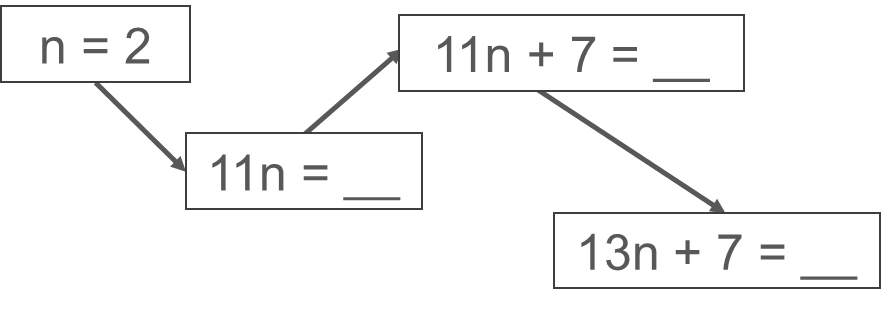 n = 2
11n = __
11n + 7 = __
13n + 7 = __